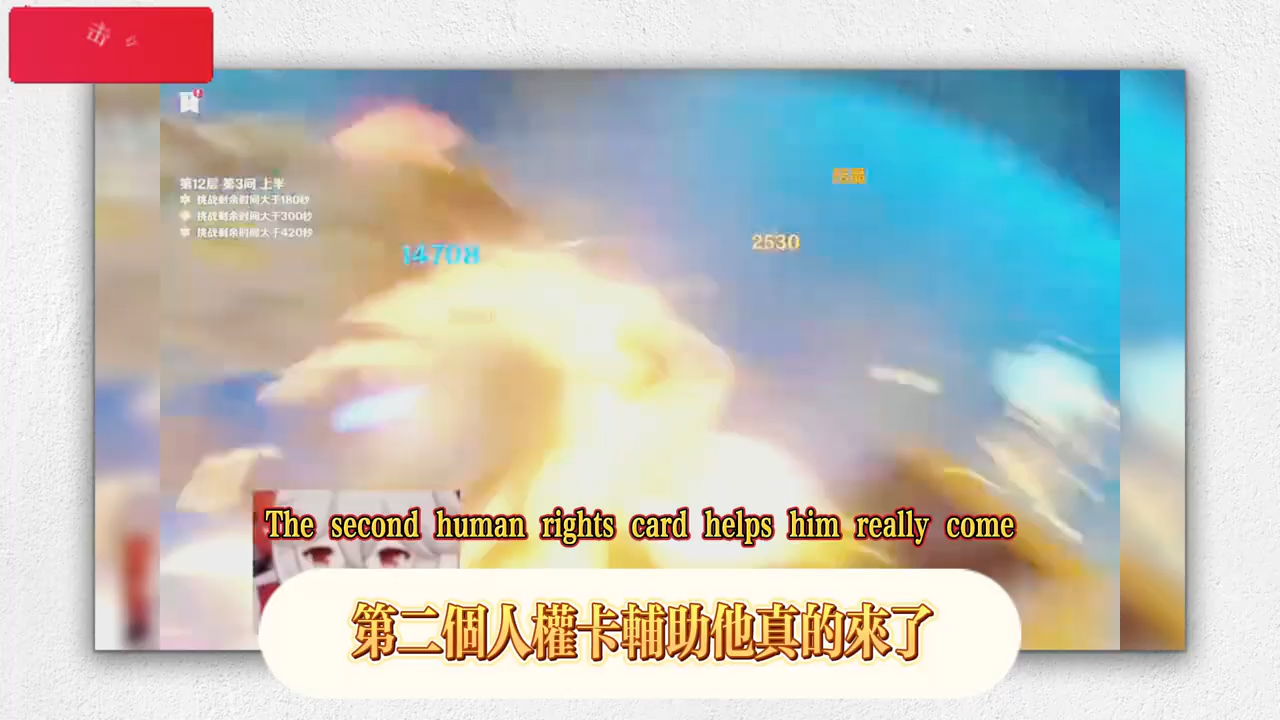 击
第12层 第3间 上半
挑战剩余时间大于180秒
挑战剩余时间大于300秒
挑战剩余时间大于420秒
14708
2530
The second human rights card helps him really come
第二個人權卡輔助他真的來了